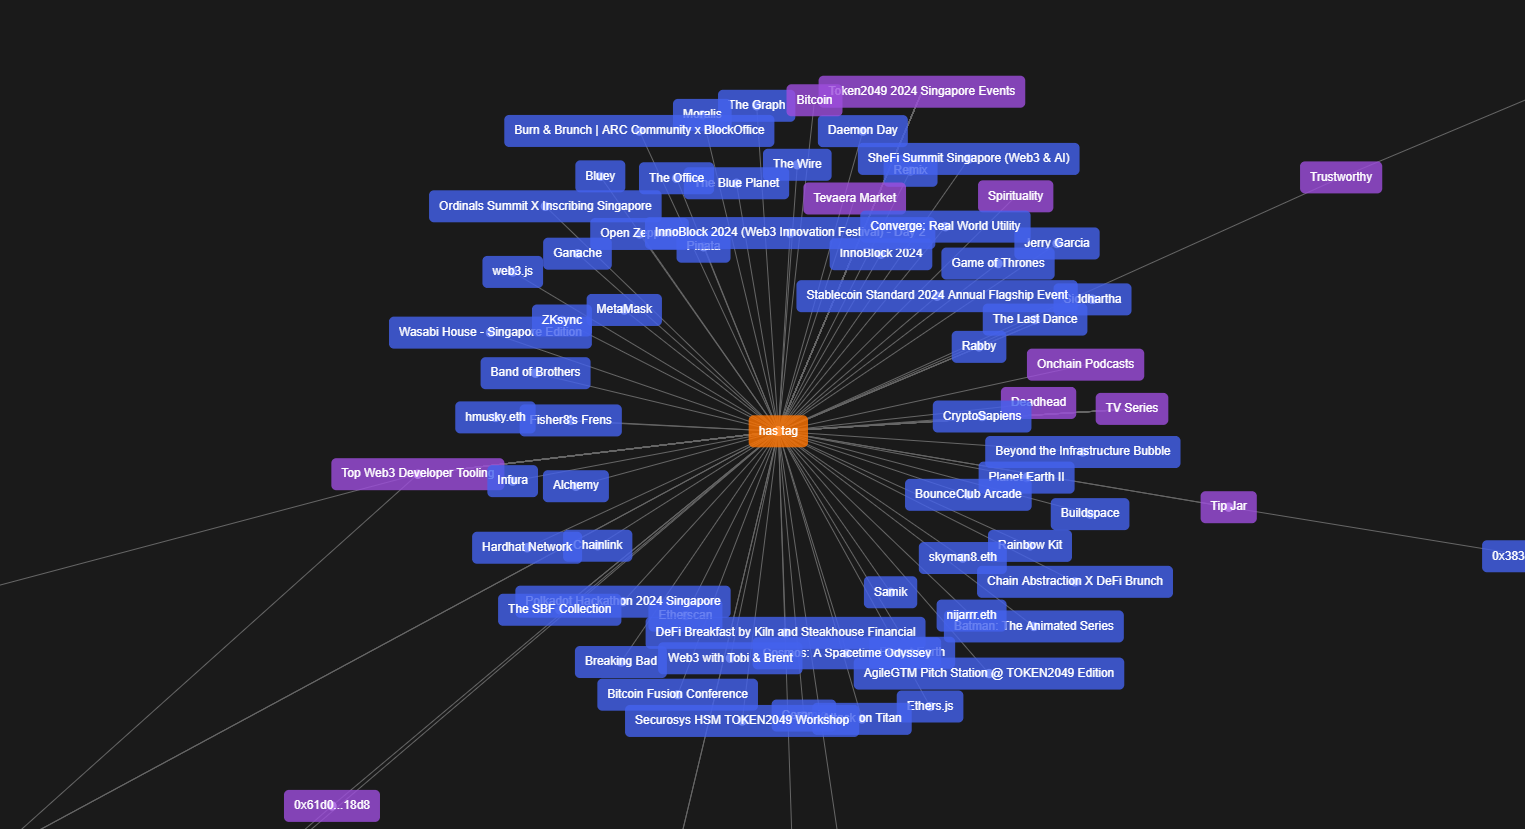 Token2049 2024 Singapore Events
Bitcoin
The Graph
Moralis
Burn & Brunch | ARC Community x BlockOffice
Daemon Day
SheFi Summit Singapore (Web3 & AI)
The Wire
Remix
Bluey
The Office
The Blue Planet
Trustworthy
Tevaera Market
Spirituality
Ordinals Summit X Inscribing Singapore
Converge: Real World Utility
Open Ze
InnoBlock 2024 (Web3 Innovation Festival) - Day 2
Pinata
Jerry Garcia
Ganache
InnoBlock 2024
Game of Thrones
web3.js
Stablecoin Standard 2024 Annual Flagship Event
Siddhartha
MetaMask
ZKsync
The Last Dance
Wasabi House - Singapore Edition
Rabby
Onchain Podcasts
Band of Brothers
Deadhead
TV Series
hmusky.eth
Fisher8's Frens
CryptoSapiens
has tag
Beyond the Infrastructure Bubble
Top Web3 Developer Tooling
Infura
Alchemy
Planet Earth II
BounceClub Arcade
Tip Jar
Buildspace
Hardhat Network
Chainlink
Rainbow Kit
skyman8.eth
0x383
Chain Abstraction X DeFi Brunch
Samik
Polkadot Hackathon 2024 Singapore
The SBF Collection
Etherscan
nijarrr.eth
Batman: The Animated Series
DeFi Breakfast by Kiln and Steakhouse Financial
Cosmos: A Spacetime Odyssey
Breaking Bad
Web3 with Tobi & Brent
AgileGTM Pitch Station @ TOKEN2049 Edition
Bitcoin Fusion Conference
Ethers.js
Securosys HSM TOKEN2049 Workshop
on Titan
0x61d0...18d8